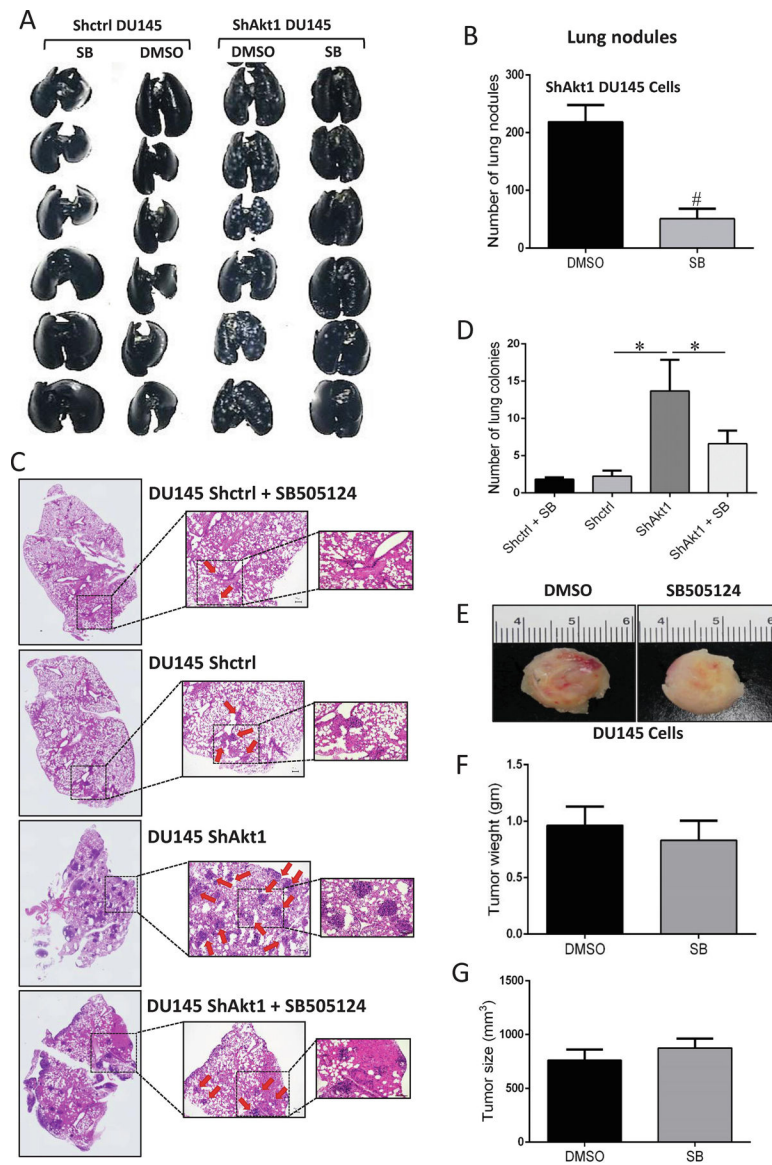 A
Shctrl DU145
ShAkt1 DU145
SB
DMSO
DMSO
SB
B
Lung nodules
ShAkt1 DU145 Cells
Number of lung nodules
300
200
100
0
#
DMSO
SB
D
Number of lung colonies
20
15
10
5
0
*
*
Shctrl + SB
Shctrl
ShAkt1
ShAkt1 + SB
C
DU145 Shctrl + SB505124
DU145 Shctrl
DU145 ShAkt1
DU145 ShAkt1 + SB505124
E
DMSO
SB505124
4 5 6
4 5 6
DU145 Cells
F
Tumor wieght (gm)
1.5
1.0
0.5
0.0
DMSO
SB
G
Tumor size (mm³)
1500
1000
500
0
DMSO
SB